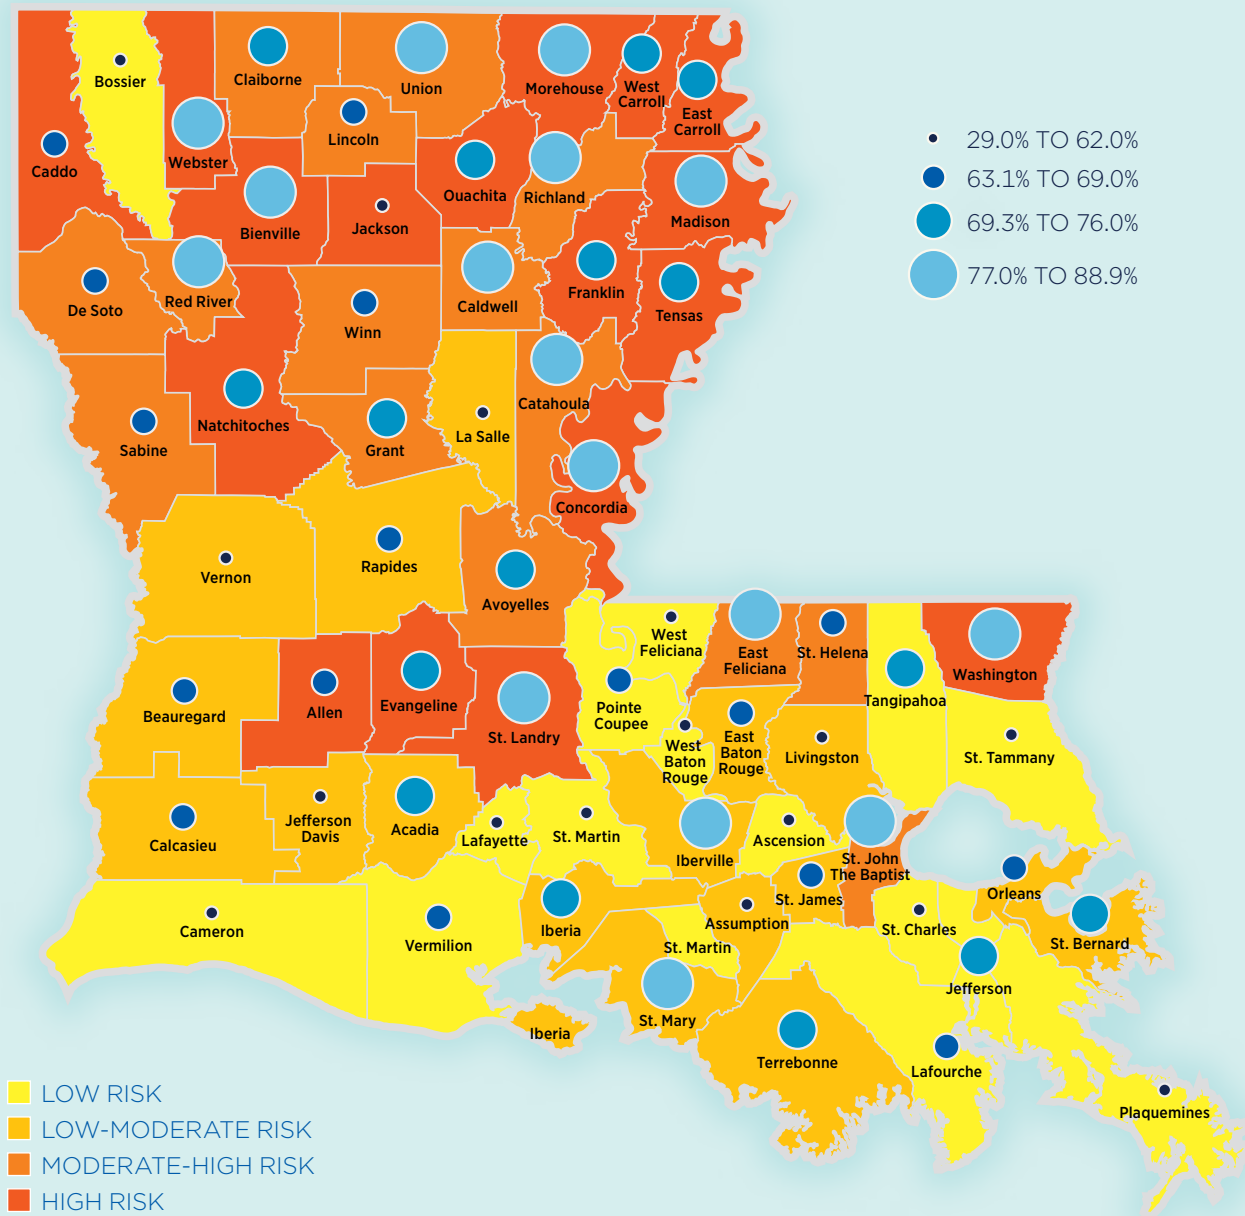 Bossier
Claiborne
Union
Morehouse
West
Carroll
East
Carroll
Caddo
Webster
Lincoln
Ouachita
Richland
Madison
Bienville
Jackson
De Soto
Red River
Winn
Caldwell
Franklin
Tensas
Sabine
Natchitoches
Grant
La Salle
Catahoula
Concordia
Vernon
Rapides
Avoyelles
West
Feliciana
East
Feliciana
St. Helena
Washington
Tangipahoa
Beauregard
Allen
Evangeline
St. Landry
Pointe
Coupee
West
Baton
Rouge
East
Baton
Rouge
Livingston
St. Tammany
Calcasieu
Jefferson
Davis
Acadia
Lafayette
St. Martin
Iberville
Ascension
St. John
The Baptist
St. James
Orleans
Cameron
Vermilion
Iberia
Assumption
St. Martin
St. Charles
St. Bernard
Jefferson
St. Mary
Iberia
Terrebonne
Lafourche
Plaquemines
29.0% TO 62.0%
63.1% TO 69.0%
69.3% TO 76.0%
77.0% TO 88.9%
LOW RISK
LOW-MODERATE RISK
MODERATE-HIGH RISK
HIGH RISK